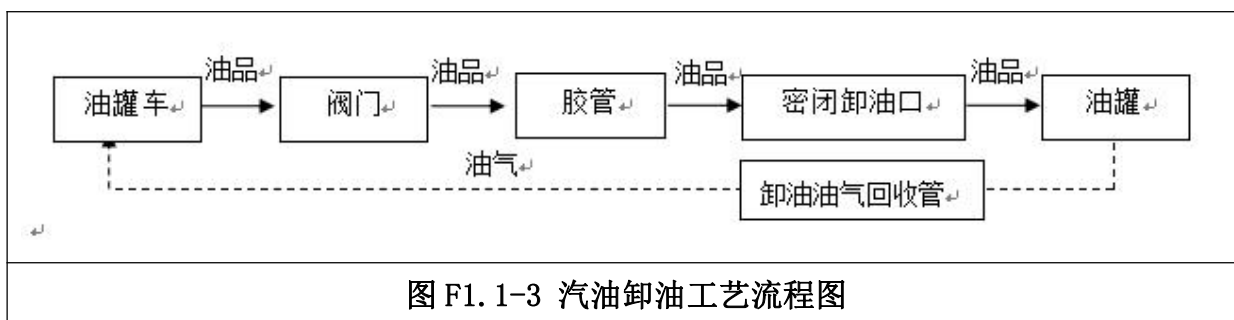 油品 油品 油品 油品
油罐车 阀门 胶管 密闭卸油口 油罐
油气
卸油油气回收管
图 F1.1-3 汽油卸油工艺流程图